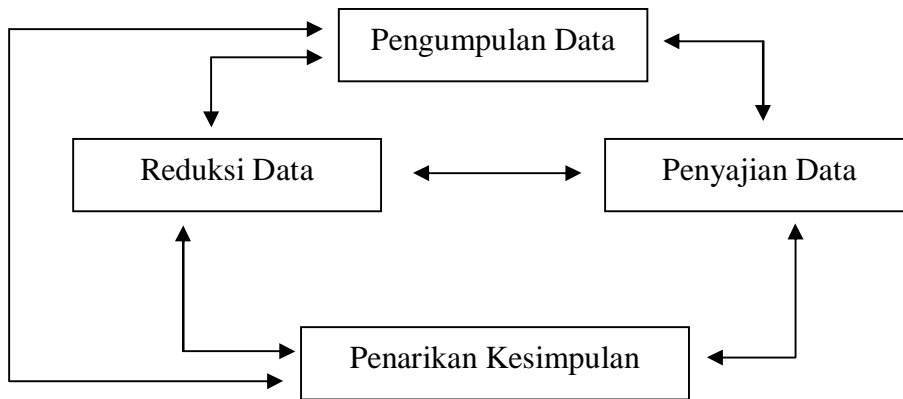 Pengumpulan Data
Reduksi Data
Penyajian Data
Penarikan Kesimpulan